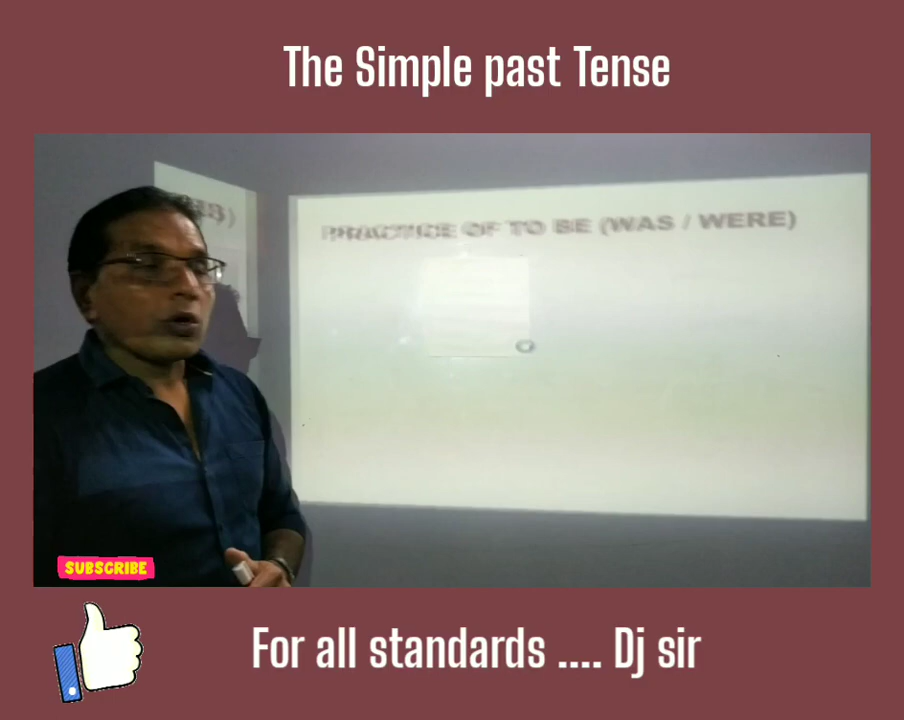 The Simple past Tense
PRACTICE OF TO BE (WAS / WERE)
SUBSCRIBE
For all standards .... Dj sir